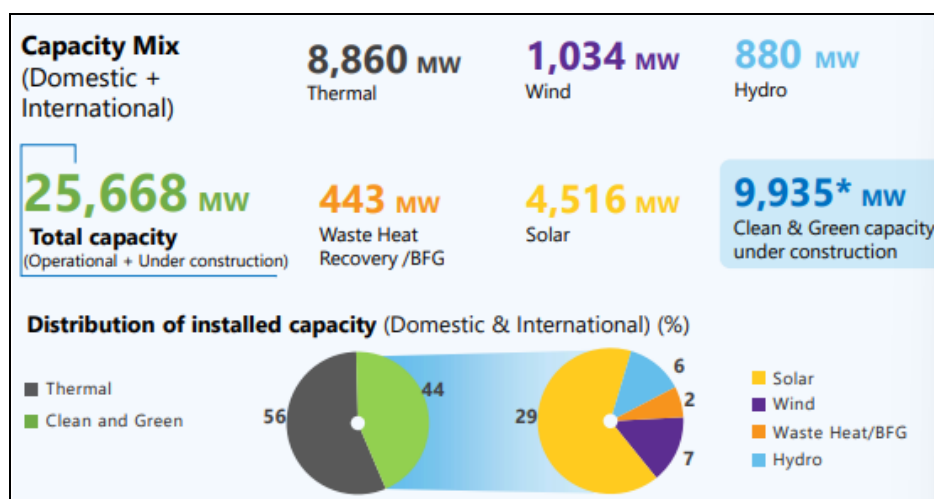 Capacity Mix
(Domestic +
International)
8,860 MW
Thermal
1,034 MW
Wind
880 MW
Hydro
25,668 MW
Total capacity
(Operational + Under construction)
443 MW
Waste Heat
Recovery /BFG
4,516 MW
Solar
9,935* MW
Clean & Green capacity
under construction
Distribution of installed capacity (Domestic & International) (%)
Thermal
Clean and Green
56
44
29
6
2
7
Solar
Wind
Waste Heat/BFG
Hydro